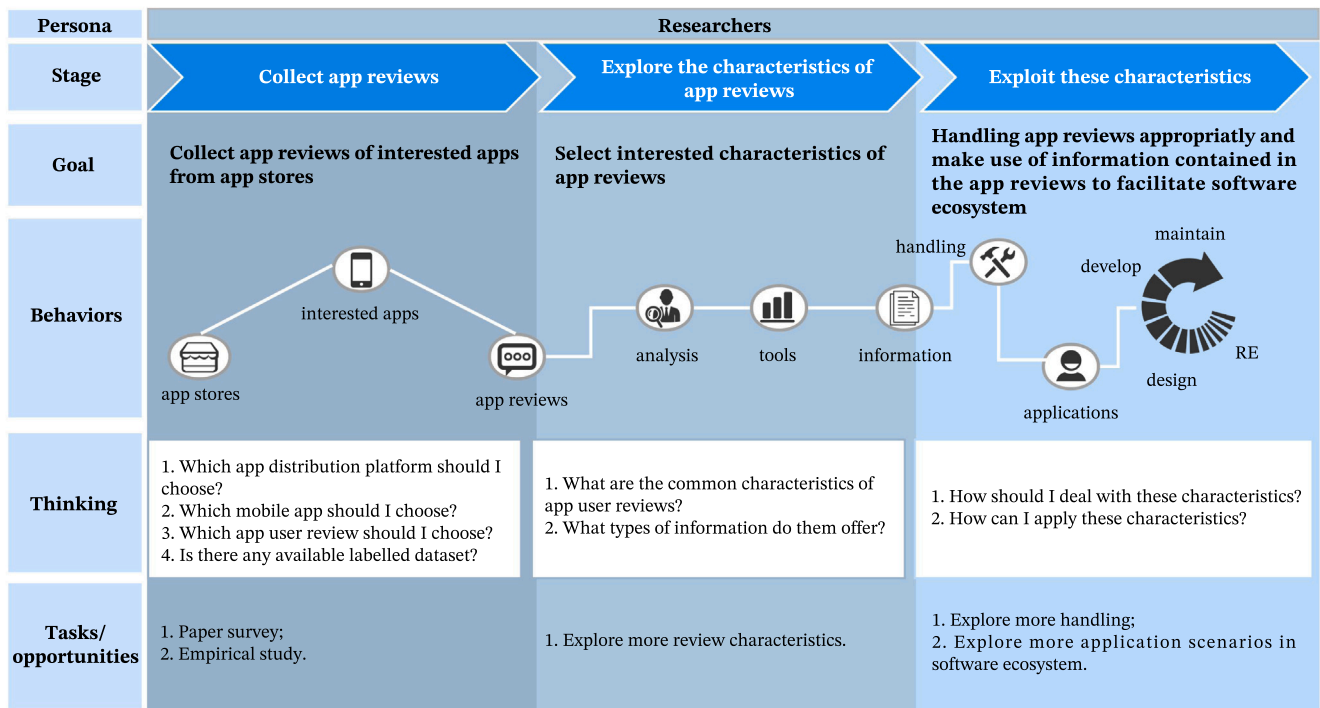 Persona
Researchers
Stage
Collect app reviews
Explore the characteristics of
app reviews
Exploit these characteristics
Goal
Collect app reviews of interested apps
from app stores
Select interested characteristics of
app reviews
Handling app reviews appropriatly and
make use of information contained in
the app reviews to facilitate software
ecosystem
Behaviors
app stores
interested apps
app reviews
analysis
tools
information
handling
applications
maintain
develop
RE
design
Thinking
1. Which app distribution platform should I
choose?
2. Which mobile app should I choose?
3. Which app user review should I choose?
4. Is there any available labelled dataset?
1. What are the common characteristics of
app user reviews?
2. What types of information do them offer?
1. How should I deal with these characteristics?
2. How can I apply these characteristics?
Tasks/
opportunities
1. Paper survey;
2. Empirical study.
1. Explore more review characteristics.
1. Explore more handling;
2. Explore more application scenarios in
software ecosystem.